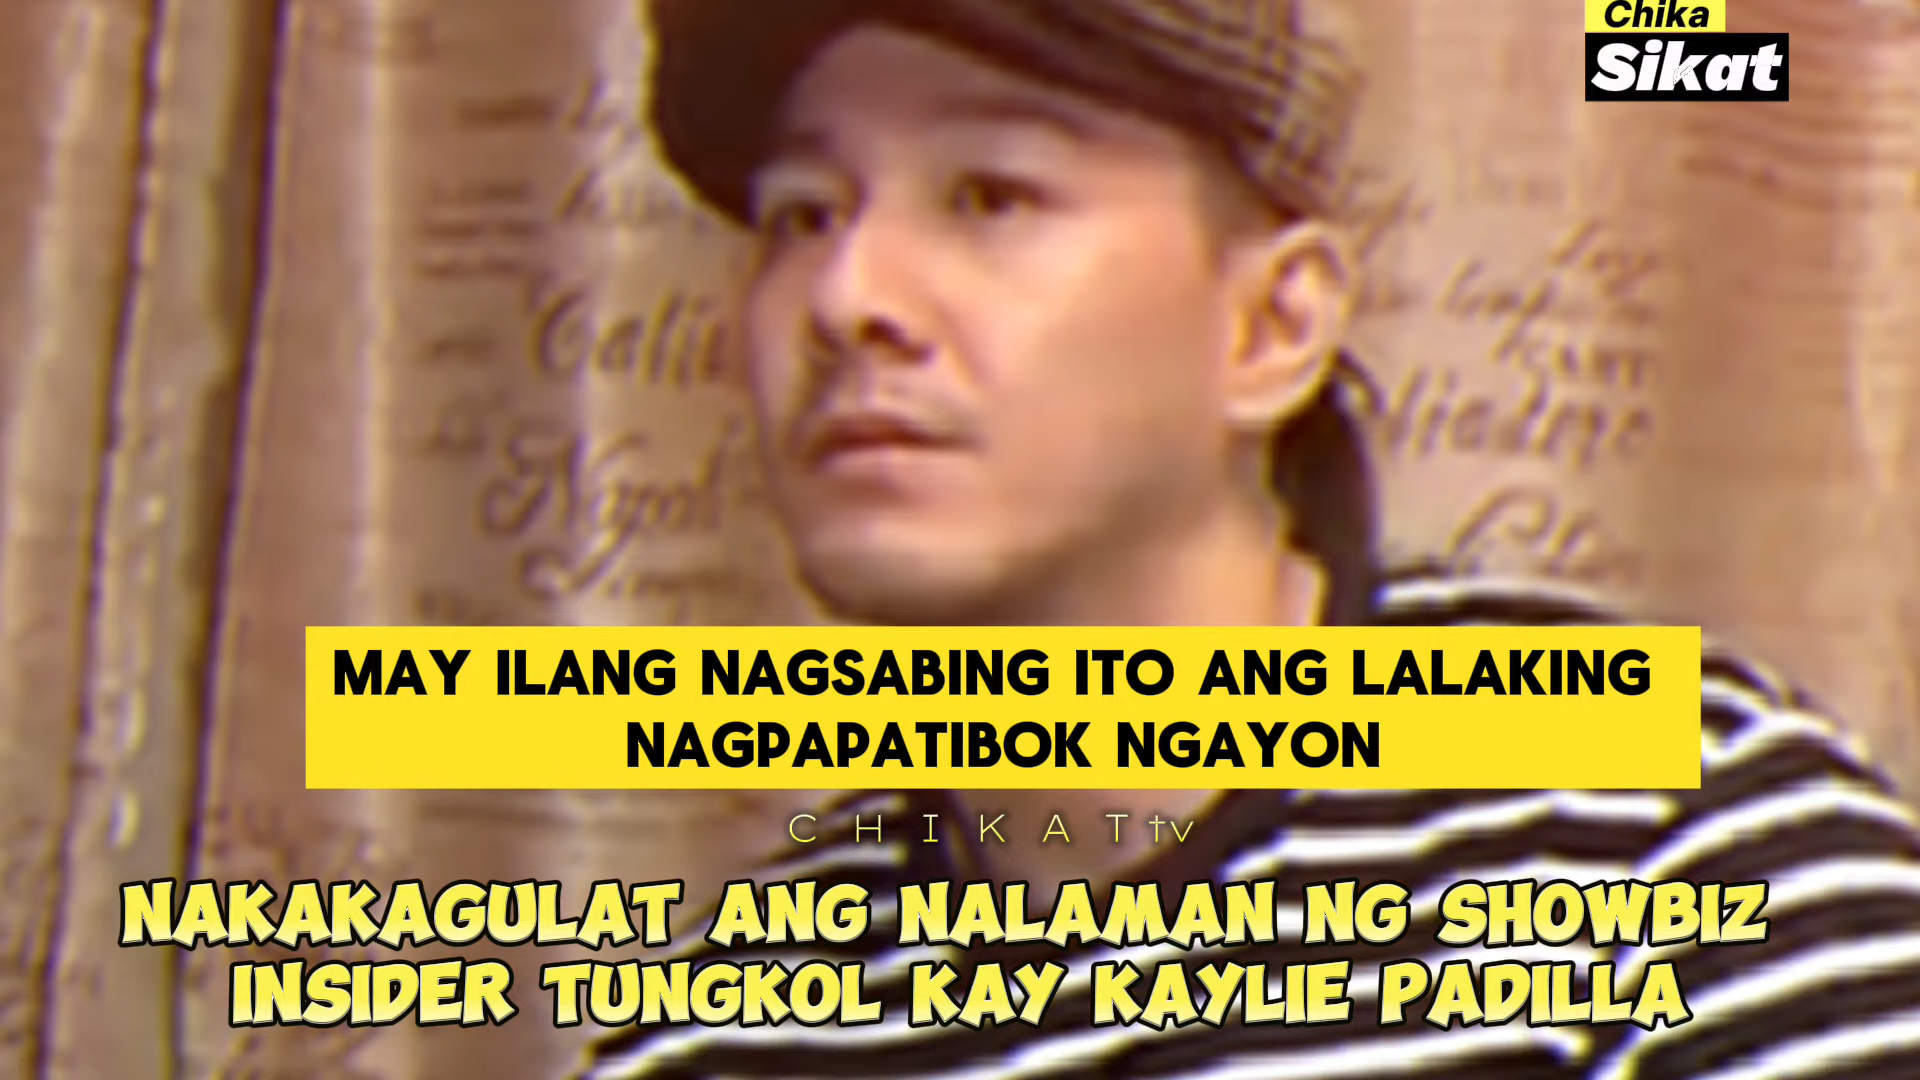 Chika
Sikat
MAY ILANG NAGSABING ITO ANG LALAKING
NAGPAPATIBOK NGAYON
CHIKAT tv
NAKAKAGULAT ANG NALAMAN NG SHOWBIZ
INSIDER TUNGKOL KAY KAYLIE PADILLA